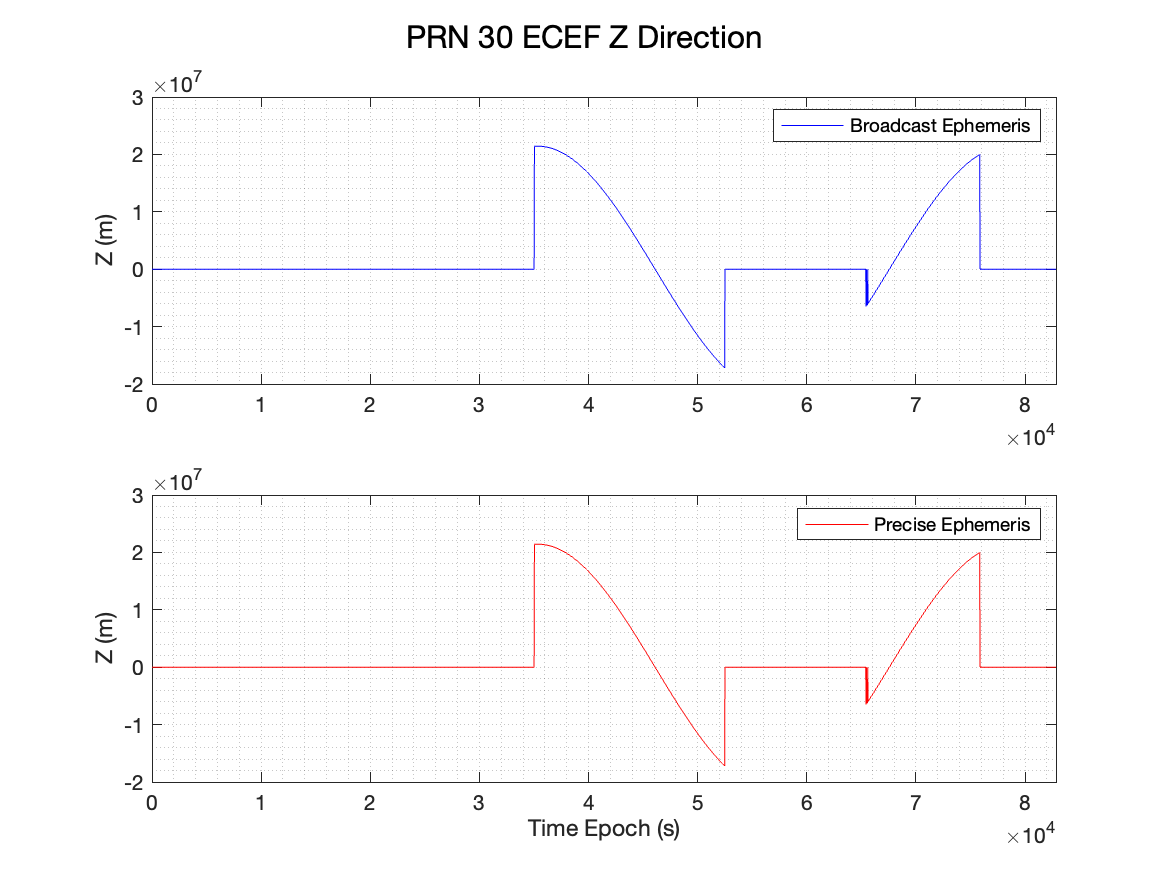 PRN 30 ECEF Z Direction
×10^7
3
2
1
0
-1
-2
Z (m)
Broadcast Ephemeris
0 1 2 3 4 5 6 7 8
×10^4
×10^7
3
2
1
0
-1
-2
Z (m)
Precise Ephemeris
0 1 2 3 4 5 6 7 8
Time Epoch (s)
×10^4